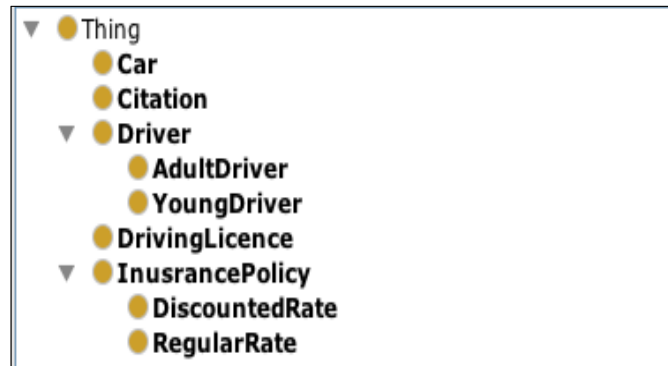 Thing
Car
Citation
Driver
AdultDriver
YoungDriver
DrivingLicence
InusrancePolicy
DiscountedRate
RegularRate